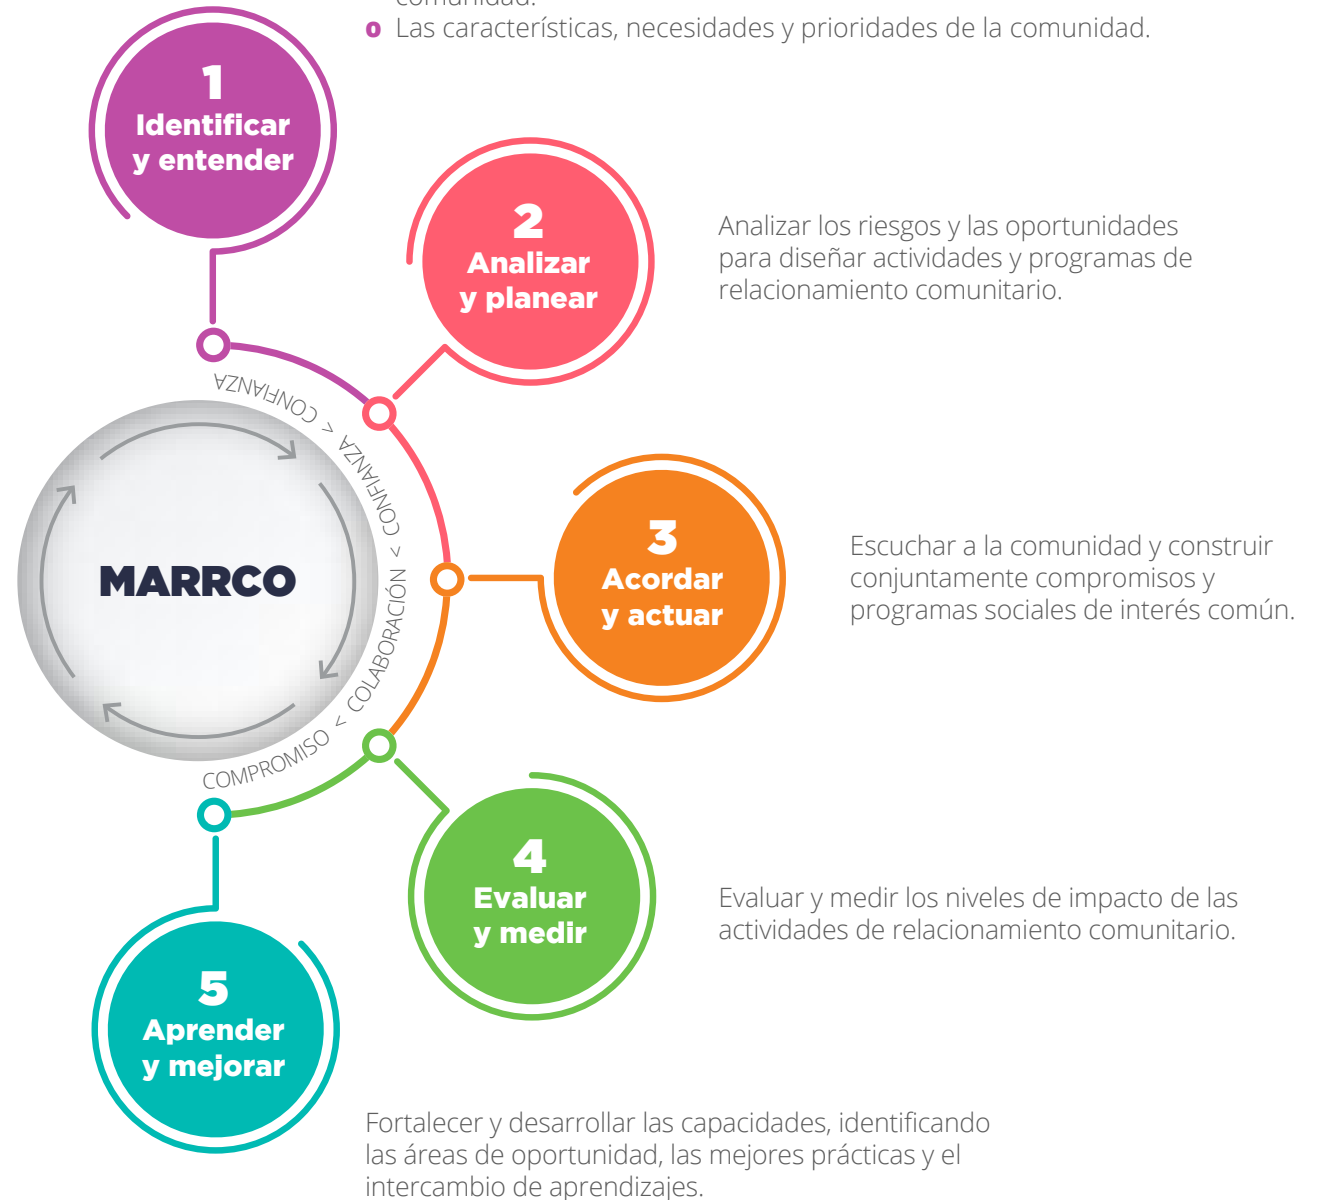 comunidad.
o Las características, necesidades y prioridades de la comunidad.
1
Identificar
y entender
2
Analizar
y planear
Analizar los riesgos y las oportunidades
para diseñar actividades y programas de
relacionamiento comunitario.
COMPROMISO < COLABORACIÓN < CONFIANZA < CONFIANZA
MARRCO
3
Acordar
y actuar
Escuchar a la comunidad y construir
conjuntamente compromisos y
programas sociales de interés común.
4
Evaluar
y medir
Evaluar y medir los niveles de impacto de las
actividades de relacionamiento comunitario.
5
Aprender
y mejorar
Fortalecer y desarrollar las capacidades, identificando
las áreas de oportunidad, las mejores prácticas y el
intercambio de aprendizajes.